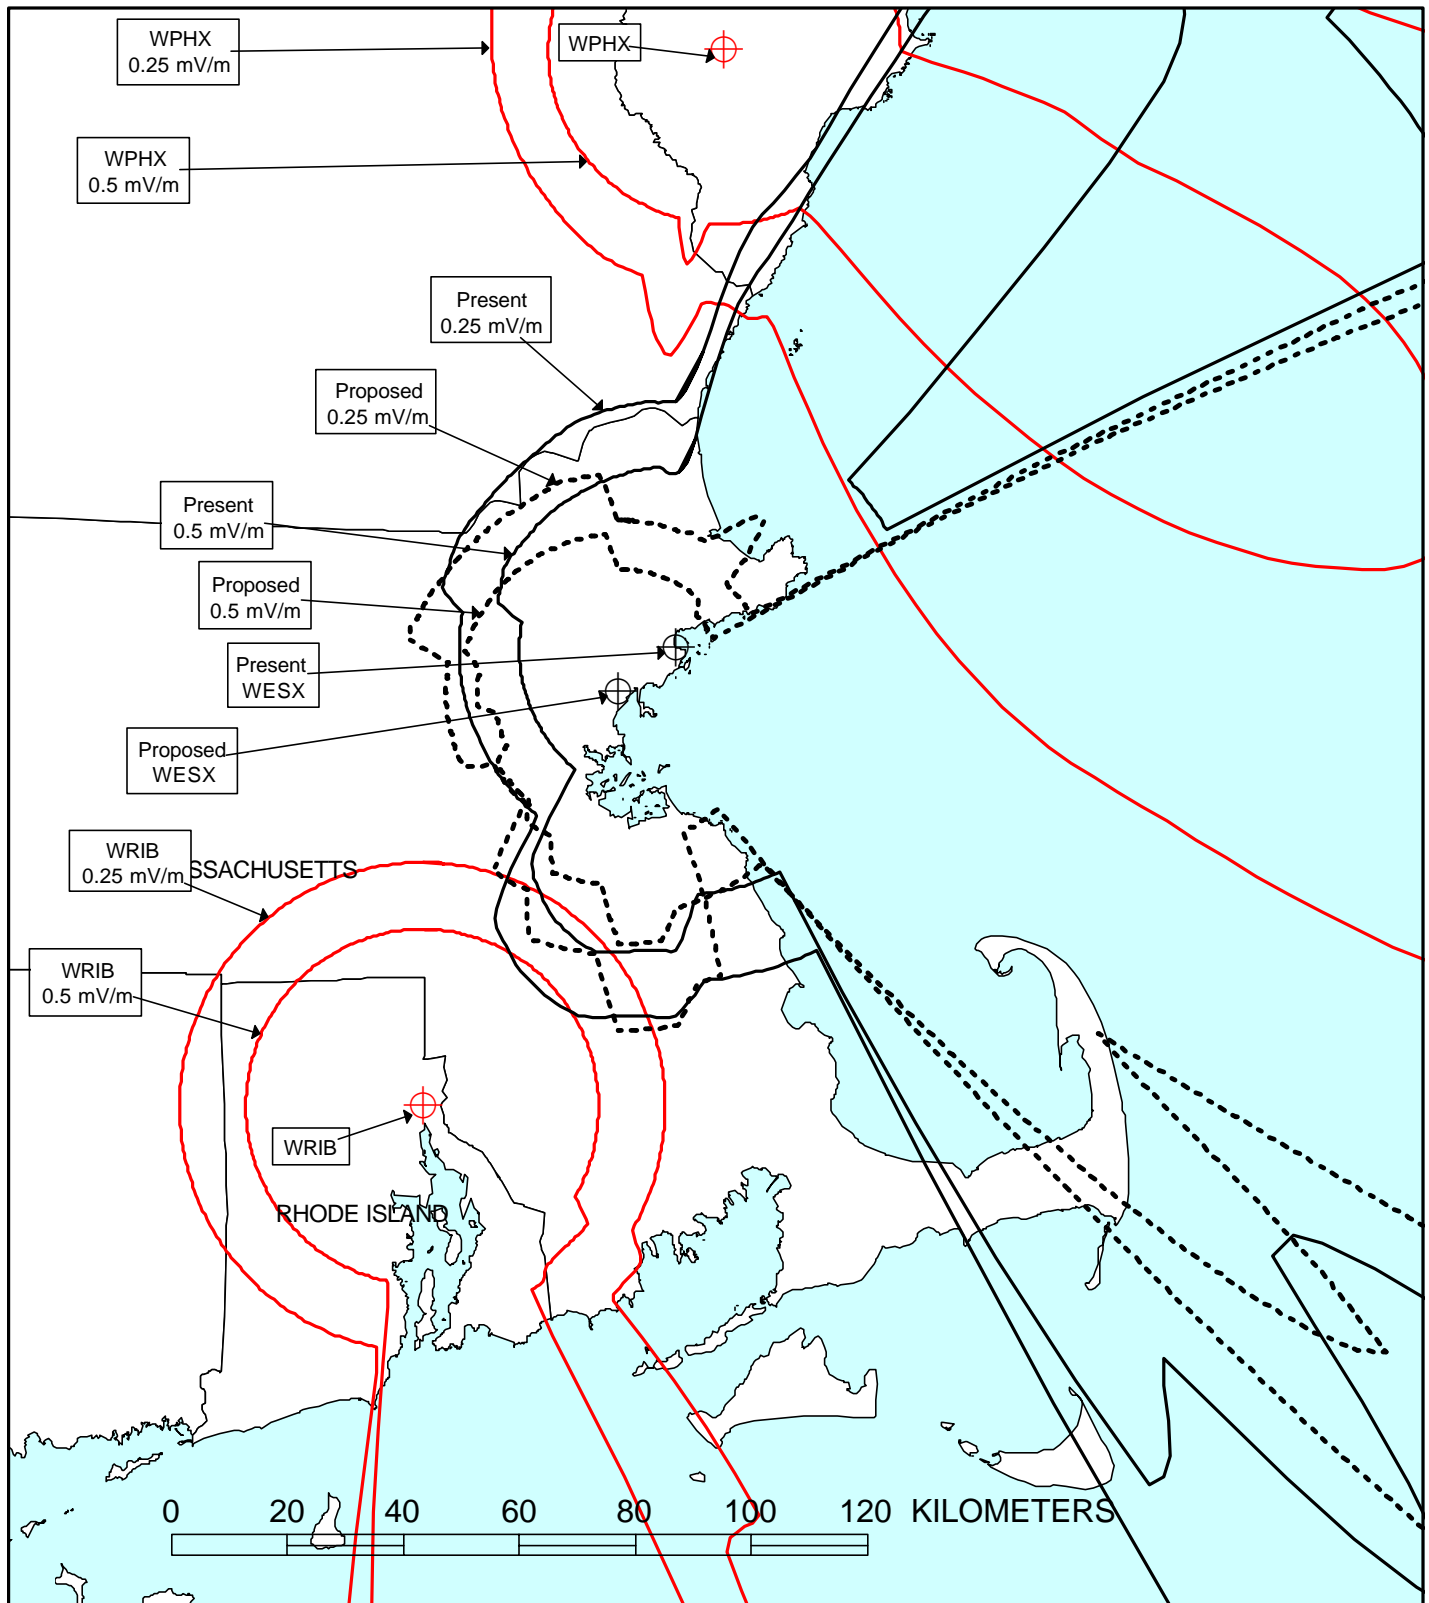 WPHX
0.25 mV/m
WPHX
WPHX
0.5 mV/m
Present
0.25 mV/m
Proposed
0.25 mV/m
Present
0.5 mV/m
Proposed
0.5 mV/m
Present
WESX
Proposed
WESX
WRIB
0.25 mV/m
SSACHUSETTS
WRIB
0.5 mV/m
WRIB
RHODE ISLAND
0 20 40 60 80 100 120 KILOMETERS